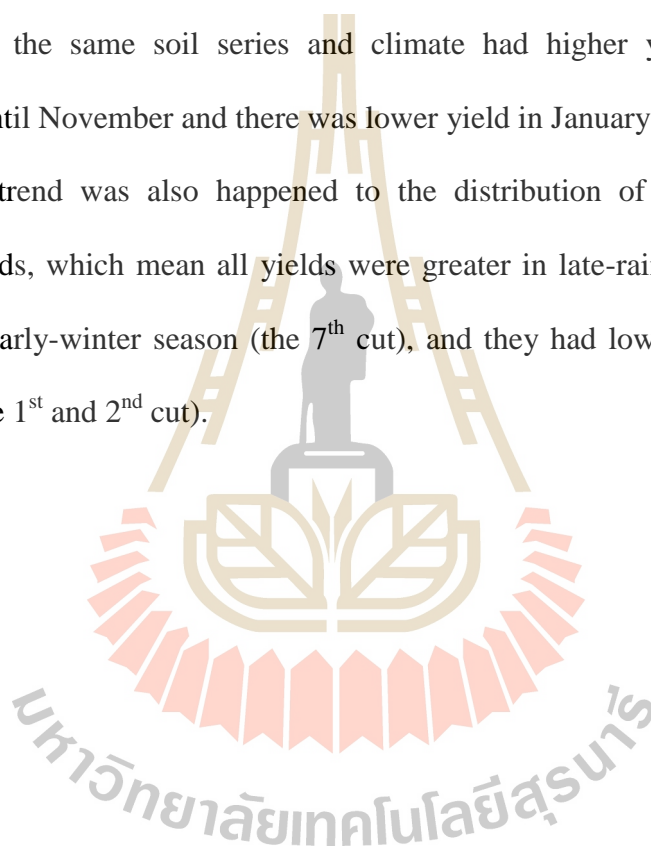 the same soil series and climate had higher y
ntil November and there was lower yield in January
trend was also happened to the distribution of
ds, which mean all yields were greater in late-rai
arly-winter season (the 7th cut), and they had low
e 1st and 2nd cut).
มหาวิทยาลัยเทคโนโลยีสุรนารี